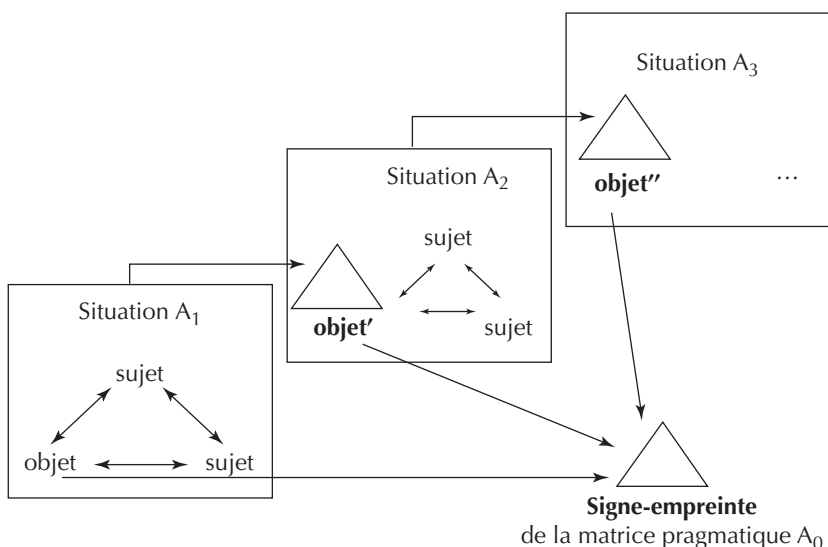 Situation A₃
objet″
…
Situation A₂
sujet
objet′
sujet
Situation A₁
sujet
objet
sujet
Signe-empreinte
de la matrice pragmatique A₀